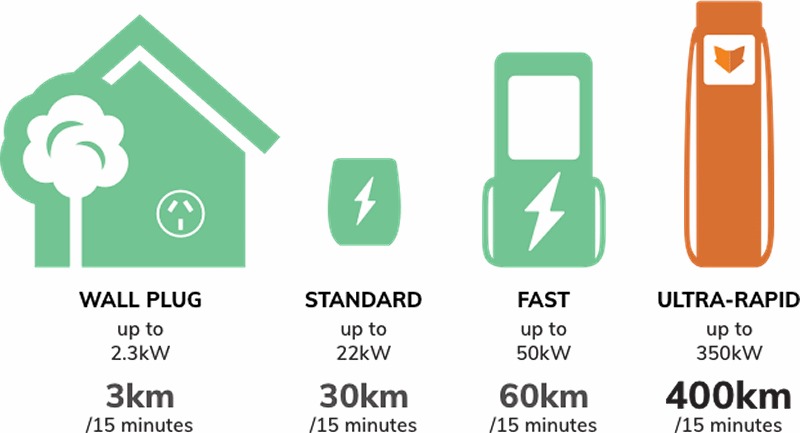 WALL PLUG
up to
2.3kW
3km
/15 minutes
STANDARD
up to
22kW
30km
/15 minutes
FAST
up to
50kW
60km
/15 minutes
ULTRA-RAPID
up to
350kW
400km
/15 minutes